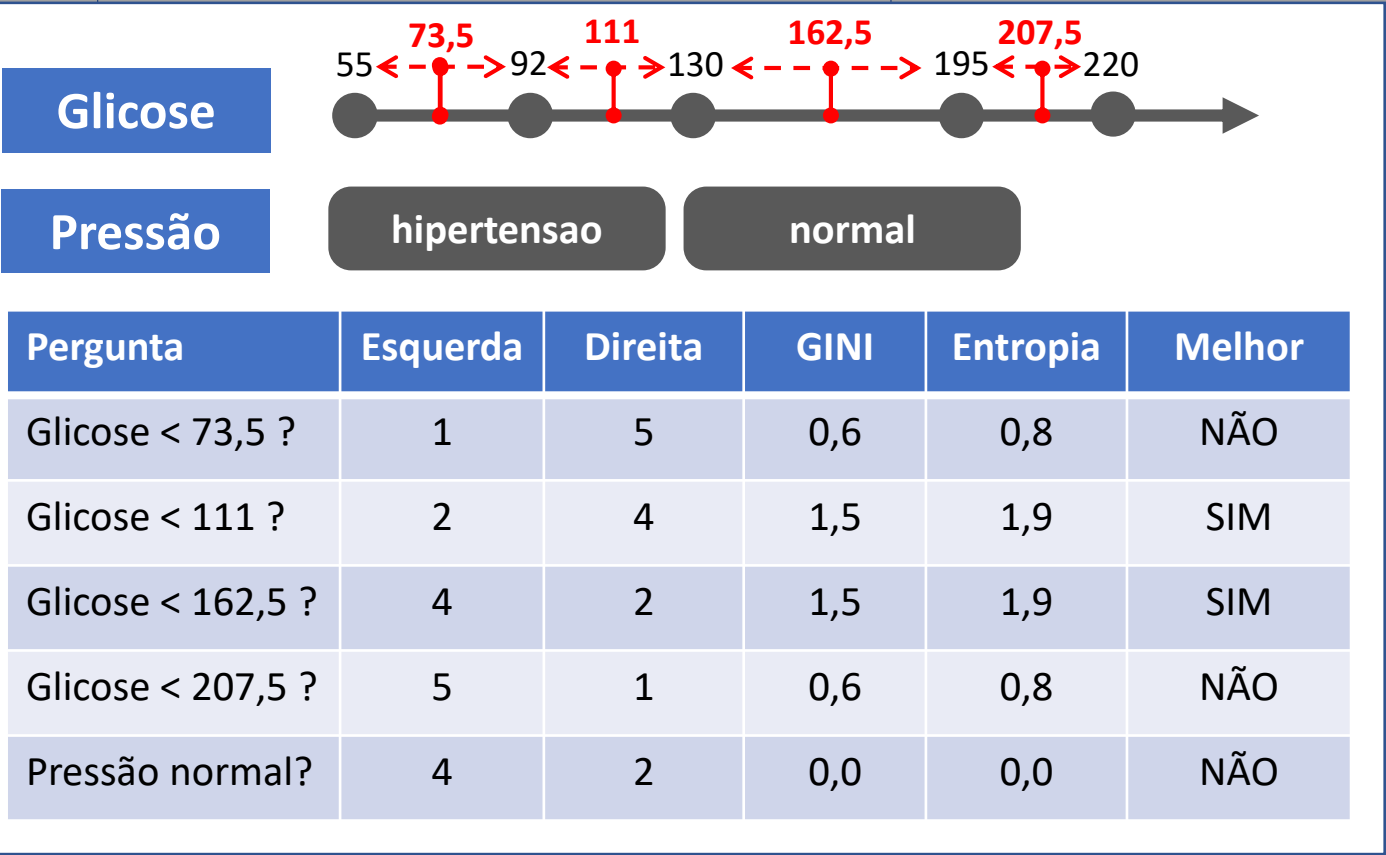 73,5 111 162,5 207,5
55 92 130 195 220
Glicose
Pressão hipertensao normal
Pergunta Esquerda Direita GINI Entropia Melhor
Glicose < 73,5 ? 1 5 0,6 0,8 NÃO
Glicose < 111 ? 2 4 1,5 1,9 SIM
Glicose < 162,5 ? 4 2 1,5 1,9 SIM
Glicose < 207,5 ? 5 1 0,6 0,8 NÃO
Pressão normal? 4 2 0,0 0,0 NÃO